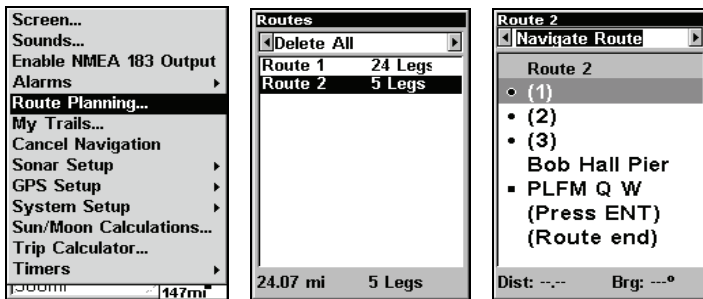 Screen...
Sounds...
Enable NMEA 183 Output
Alarms
Route Planning...
My Trails...
Cancel Navigation
Sonar Setup
GPS Setup
System Setup
Sun/Moon Calculations...
Trip Calculator...
Timers
147mi
Routes
Delete All
Route 1 24 Legs
Route 2 5 Legs
24.07 mi 5 Legs
Route 2
Navigate Route
Route 2
(1)
(2)
(3)
Bob Hall Pier
PLFM Q W
(Press ENT)
(Route end)
Dist: --.-- Brg: ---°